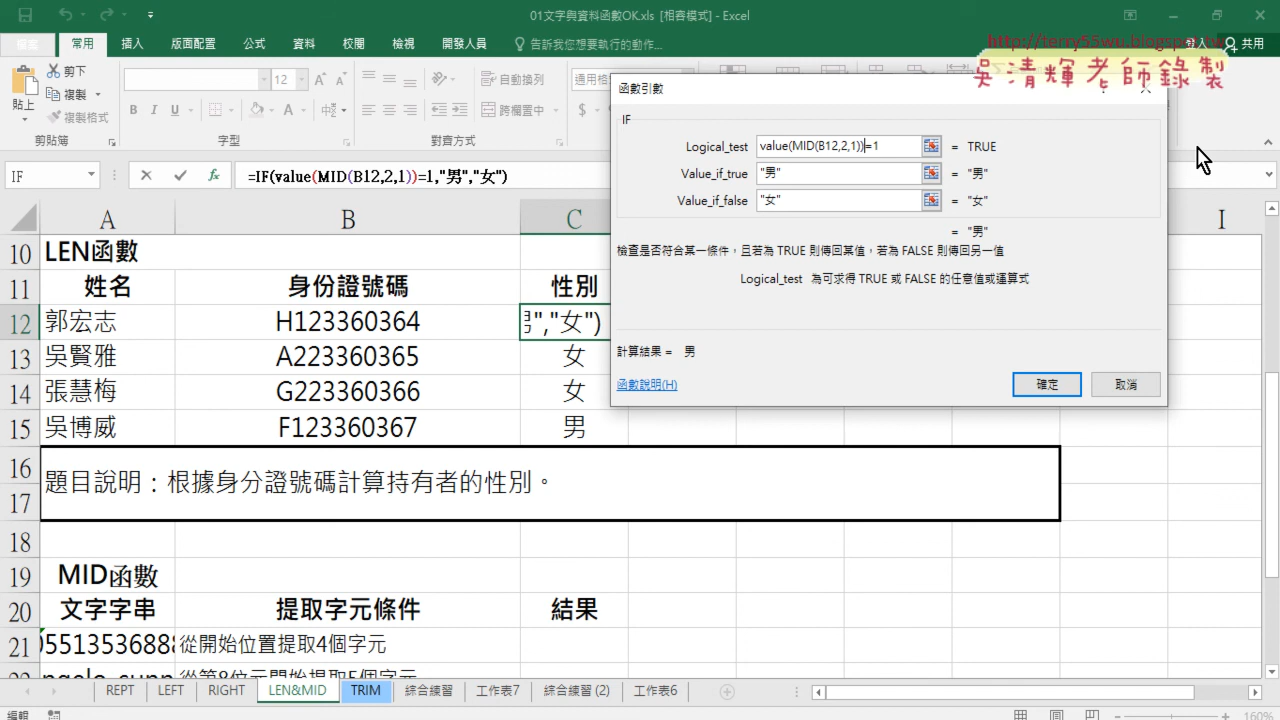 01文字與資料函數OK.xls [相容模式] - Excel
檔案 常用 插入 版面配置 公式 資料 校閱 檢視 開發人員 告訴我您想要執行的動作... 登入 共用
http://terry55wu.blogspot.tw
吳清輝老師錄製
貼上 剪下 複製 複製格式 12 自動換列 跨欄置中 通用格
剪貼簿 字型 對齊方式
IF =IF(value(MID(B12,2,1))=1,"男","女")
函數引數
IF
Logical_test value(MID(B12,2,1))=1 = TRUE
Value_if_true "男" = "男"
Value_if_false "女" = "女"
= "男"
檢查是否符合某一條件，且若為 TRUE 則傳回某值，若為 FALSE 則傳回另一值
Logical_test 為可求得 TRUE 或 FALSE 的任意值或運算式
計算結果 = 男
函數說明(H) 確定 取消
A B C I
10 LEN函數
11 姓名 身份證號碼 性別
12 郭宏志 H123360364 ","女")
13 吳賢雅 A223360365 女
14 張慧梅 G223360366 女
15 吳博威 F123360367 男
16 題目說明：根據身分證號碼計算持有者的性別。
17
18
19 MID函數
20 文字字串 提取字元條件 結果
21 055135368 從開始位置提取4個字元
REPT LEFT RIGHT LEN&MID TRIM 綜合練習 工作表7 綜合練習 (2) 工作表6
編輯 160%